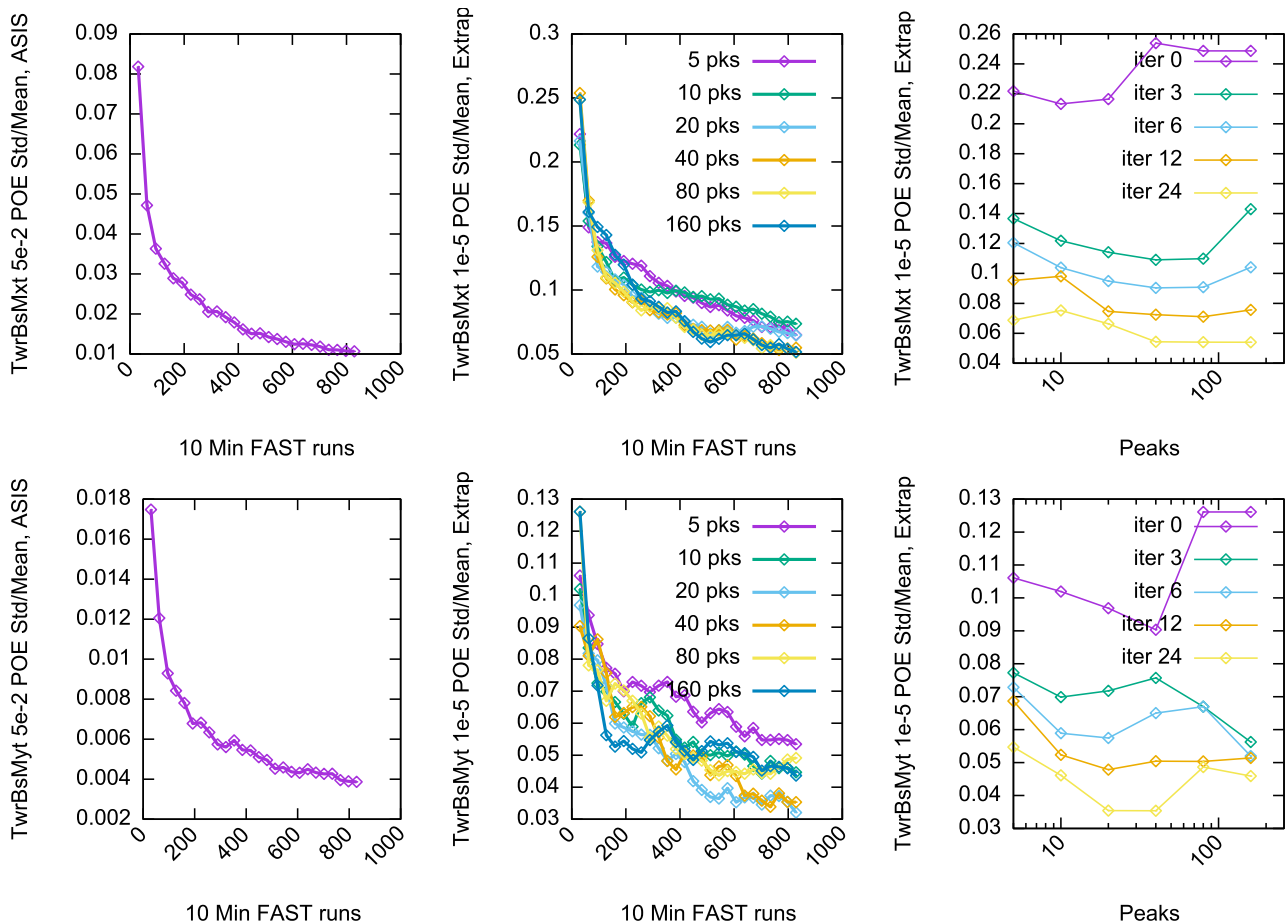 TwrBsMxt 5e-2 POE Std/Mean, ASIS
0.09
0.08
0.07
0.06
0.05
0.04
0.03
0.02
0.01
0
200
400
600
800
1000
10 Min FAST runs
TwrBsMxt 1e-5 POE Std/Mean, Extrap
0.3
0.25
0.2
0.15
0.1
0.05
5 pks
10 pks
20 pks
40 pks
80 pks
160 pks
0
200
400
600
800
1000
10 Min FAST runs
TwrBsMxt 1e-5 POE Std/Mean, Extrap
0.26
0.24
0.22
0.2
0.18
0.16
0.14
0.12
0.1
0.08
0.06
0.04
iter 0
iter 3
iter 6
iter 12
iter 24
10
100
Peaks
TwrBsMyt 5e-2 POE Std/Mean, ASIS
0.018
0.016
0.014
0.012
0.01
0.008
0.006
0.004
0.002
0
200
400
600
800
1000
10 Min FAST runs
TwrBsMyt 1e-5 POE Std/Mean, Extrap
0.13
0.12
0.11
0.1
0.09
0.08
0.07
0.06
0.05
0.04
0.03
5 pks
10 pks
20 pks
40 pks
80 pks
160 pks
0
200
400
600
800
1000
10 Min FAST runs
TwrBsMyt 1e-5 POE Std/Mean, Extrap
0.13
0.12
0.11
0.1
0.09
0.08
0.07
0.06
0.05
0.04
0.03
iter 0
iter 3
iter 6
iter 12
iter 24
10
100
Peaks